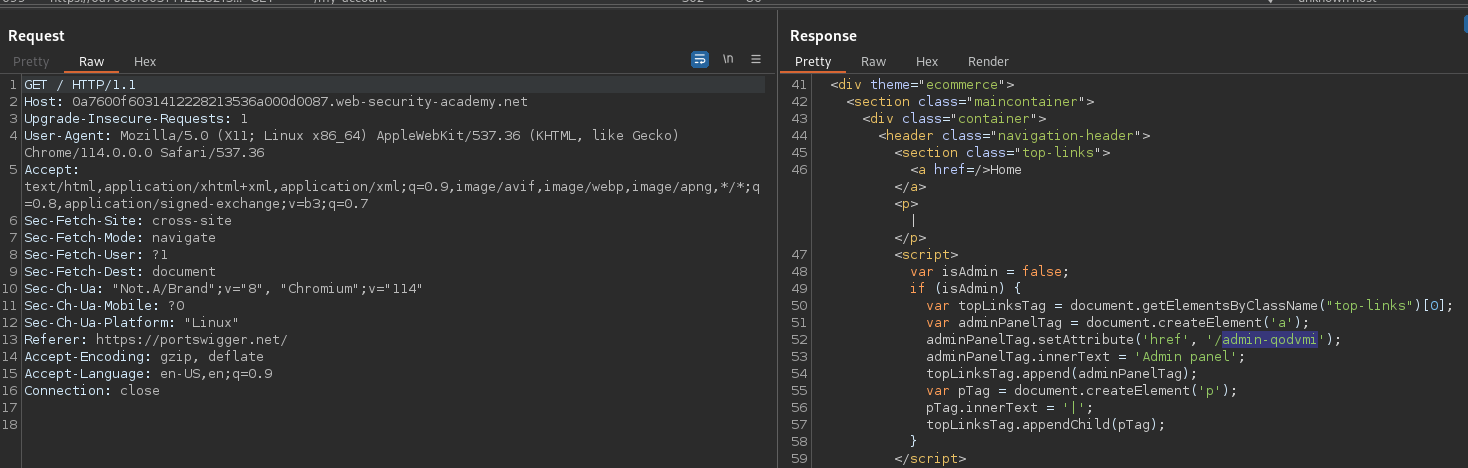 GET /my-account 302
Request
Pretty Raw Hex
\n
1 GET / HTTP/1.1
2 Host: 0a7600f6031412228213536a000d0087.web-security-academy.net
3 Upgrade-Insecure-Requests: 1
4 User-Agent: Mozilla/5.0 (X11; Linux x86_64) AppleWebKit/537.36 (KHTML, like Gecko)
Chrome/114.0.0.0 Safari/537.36
5 Accept:
text/html,application/xhtml+xml,application/xml;q=0.9,image/avif,image/webp,image/apng,*/*;q
=0.8,application/signed-exchange;v=b3;q=0.7
6 Sec-Fetch-Site: cross-site
7 Sec-Fetch-Mode: navigate
8 Sec-Fetch-User: ?1
9 Sec-Fetch-Dest: document
10 Sec-Ch-Ua: "Not.A/Brand";v="8", "Chromium";v="114"
11 Sec-Ch-Ua-Mobile: ?0
12 Sec-Ch-Ua-Platform: "Linux"
13 Referer: https://portswigger.net/
14 Accept-Encoding: gzip, deflate
15 Accept-Language: en-US,en;q=0.9
16 Connection: close
17
18
Response
Pretty Raw Hex Render
41 <div theme="ecommerce">
42 <section class="maincontainer">
43 <div class="container">
44 <header class="navigation-header">
45 <section class="top-links">
46 <a href=/>Home
</a>
<p>
|
</p>
47 <script>
48 var isAdmin = false;
49 if (isAdmin) {
50 var topLinksTag = document.getElementsByClassName("top-links")[0];
51 var adminPanelTag = document.createElement('a');
52 adminPanelTag.setAttribute('href', '/admin-qodvmi');
53 adminPanelTag.innerText = 'Admin panel';
54 topLinksTag.append(adminPanelTag);
55 var pTag = document.createElement('p');
56 pTag.innerText = '|';
57 topLinksTag.appendChild(pTag);
58 }
59 </script>